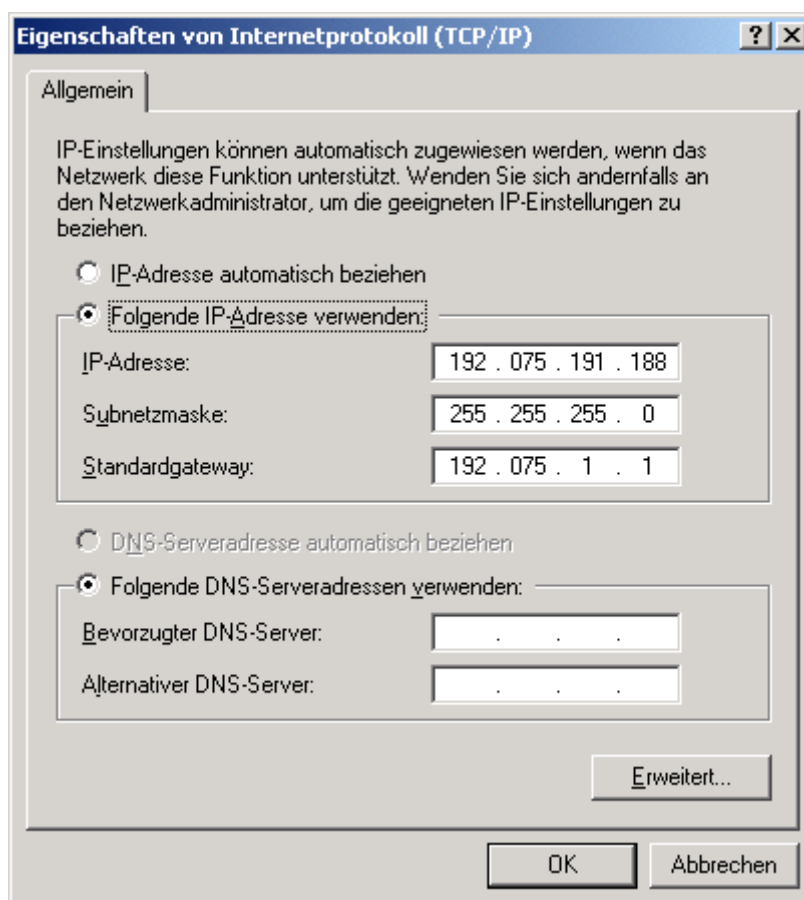 Eigenschaften von Internetprotokoll (TCP/IP)
Allgemein
IP-Einstellungen können automatisch zugewiesen werden, wenn das
Netzwerk diese Funktion unterstützt. Wenden Sie sich andernfalls an
den Netzwerkadministrator, um die geeigneten IP-Einstellungen zu
beziehen.
IP-Adresse automatisch beziehen
Folgende IP-Adresse verwenden:
IP-Adresse: 192 . 075 . 191 . 188
Subnetzmaske: 255 . 255 . 255 . 0
Standardgateway: 192 . 075 . 1 . 1
DNS-Serveradresse automatisch beziehen
Folgende DNS-Serveradressen verwenden:
Bevorzugter DNS-Server: . . .
Alternativer DNS-Server: . . .
Erweitert...
OK Abbrechen